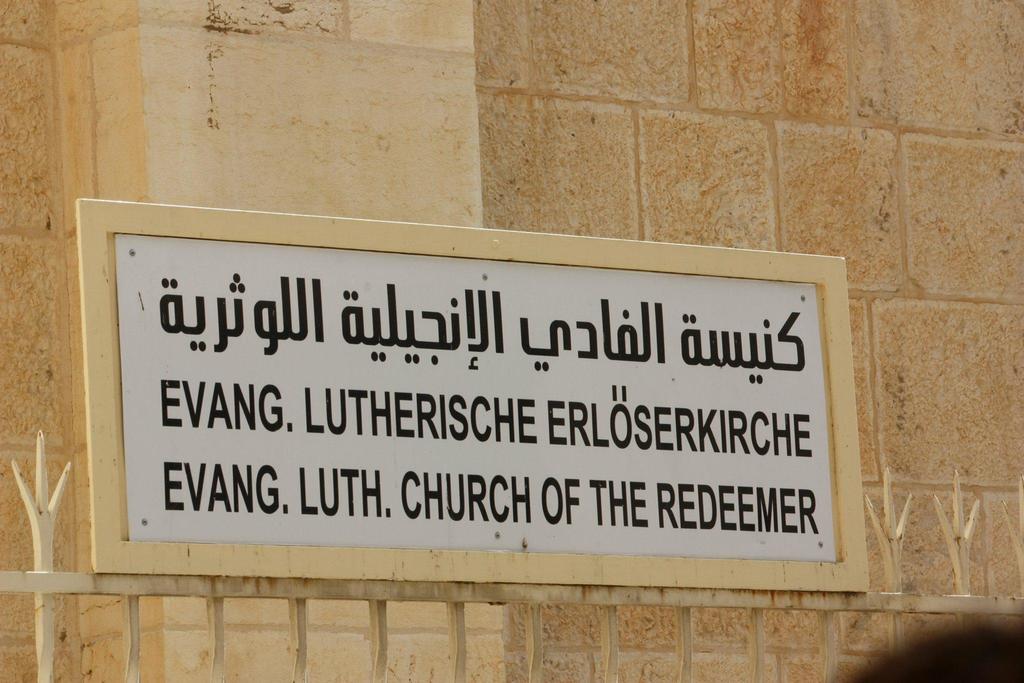 كنيسة الفادي الإنجيلية اللوثرية
EVANG. LUTHERISCHE ERLÖSERKIRCHE
EVANG. LUTH. CHURCH OF THE REDEEMER